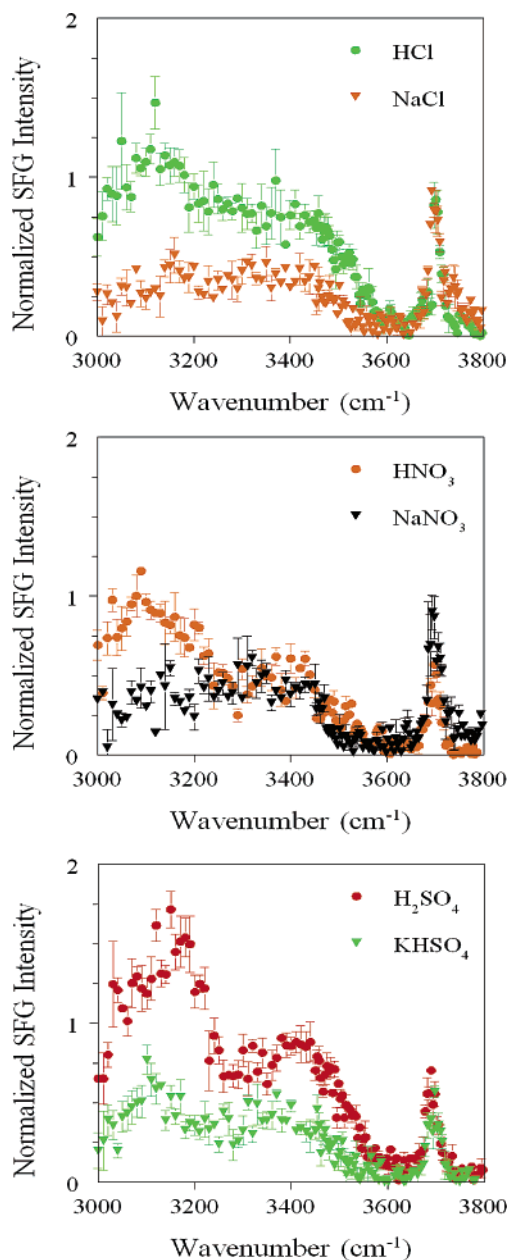 2
HCl
NaCl
1
0
3000 3200 3400 3600 3800
Normalized SFG Intensity
Wavenumber (cm⁻¹)
2
HNO₃
NaNO₃
1
0
3000 3200 3400 3600 3800
Normalized SFG Intensity
Wavenumber (cm⁻¹)
2
H₂SO₄
KHSO₄
1
0
3000 3200 3400 3600 3800
Normalized SFG Intensity
Wavenumber (cm⁻¹)